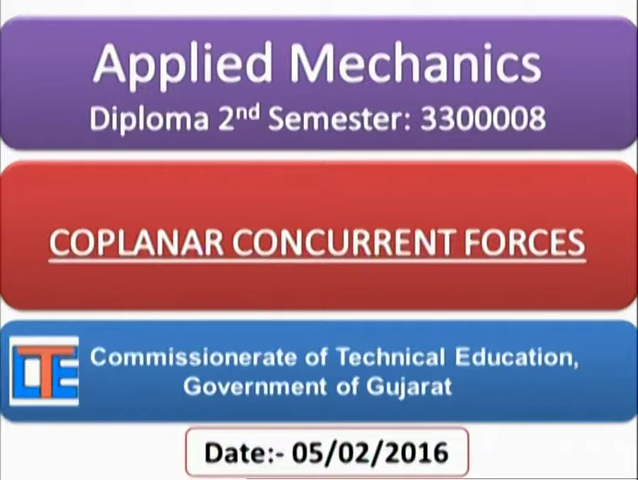 Applied Mechanics
Diploma 2nd Semester: 3300008
COPLANAR CONCURRENT FORCES
CTE
Commissionerate of Technical Education,
Government of Gujarat
Date:- 05/02/2016